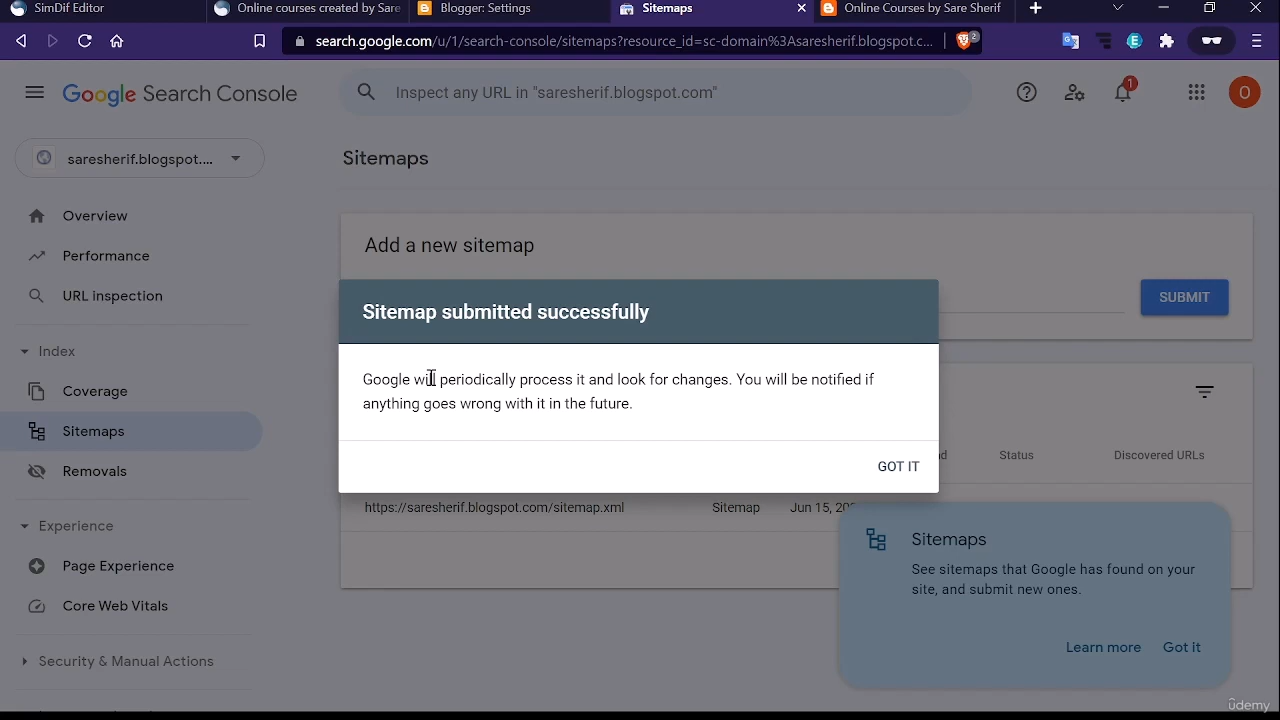 SimDif Editor
Online courses created by Sare
Blogger: Settings
Sitemaps
Online Courses by Sare Sherif
search.google.com/u/1/search-console/sitemaps?resource_id=sc-domain%3Asaresherif.blogspot.c...
2
Google Search Console
Inspect any URL in "saresherif.blogspot.com"
1
O
saresherif.blogspot....
Sitemaps
Overview
Performance
URL inspection
Index
Coverage
Sitemaps
Removals
Experience
Page Experience
Core Web Vitals
Security & Manual Actions
Add a new sitemap
SUBMIT
Sitemap submitted successfully
Google will periodically process it and look for changes. You will be notified if
anything goes wrong with it in the future.
GOT IT
Status
Discovered URLs
https://saresherif.blogspot.com/sitemap.xml
Sitemap
Jun 15,
Sitemaps
See sitemaps that Google has found on your
site, and submit new ones.
Learn more
Got it
ûdemy